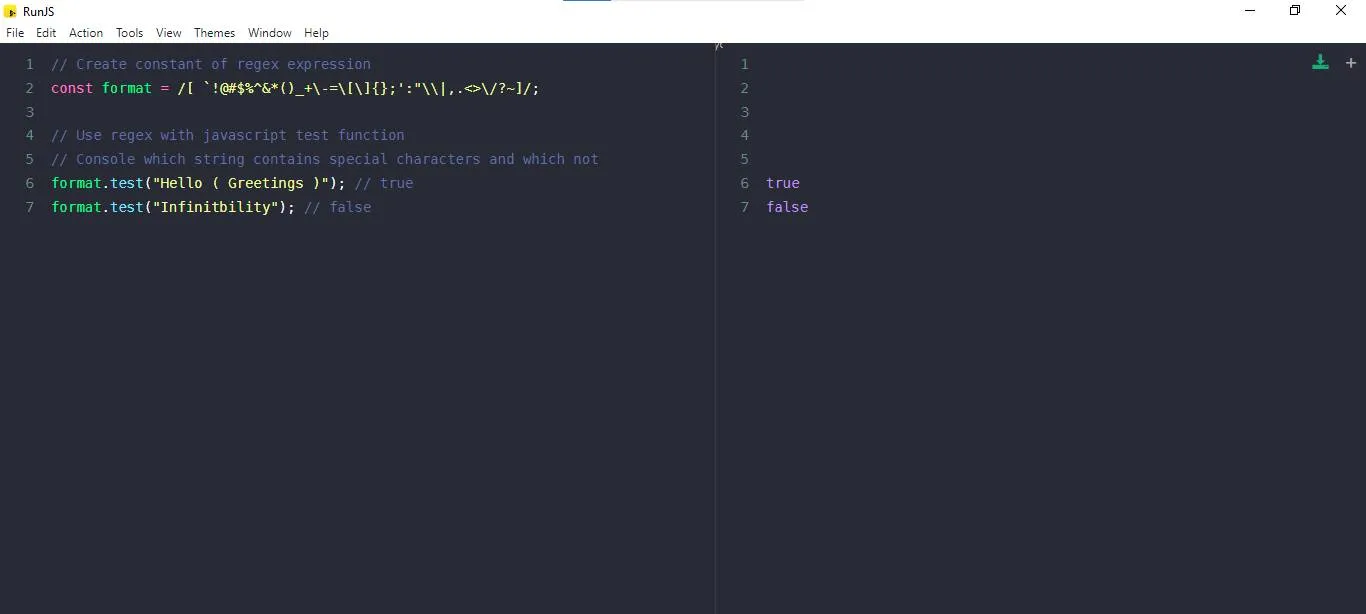 RunJS
File Edit Action Tools View Themes Window Help
1 // Create constant of regex expression
2 const format = /[ `!@#$%^&*()_+\-=\[\]{};':"\\|,.<>\/?~]/;
3
4 // Use regex with javascript test function
5 // Console which string contains special characters and which not
6 format.test("Hello ( Greetings )"); // true
7 format.test("Infinitbility"); // false
1
2
3
4
5
6 true
7 false